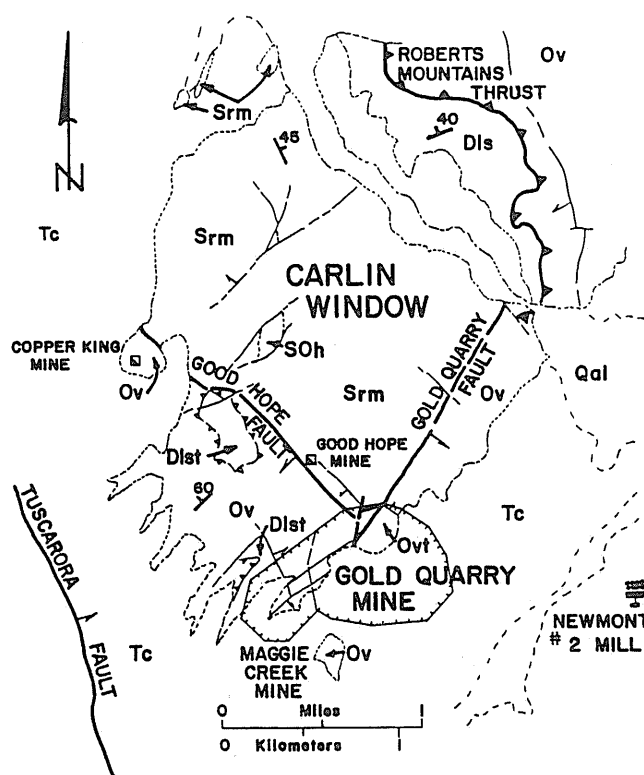 ROBERTS
MOUNTAINS
THRUST
Ov
Srm
45
40
Dls
N
Tc
Srm
CARLIN
WINDOW
COPPER KING
MINE
SOh
GOLD QUARRY
FAULT
Qal
Ov
GOOD HOPE
FAULT
Srm
Ov
GOOD HOPE
MINE
Dlst
60
Ov
Dlst
Tc
TUSCARORA
FAULT
Ovt
GOLD QUARRY
MINE
NEWMONT
# 2 MILL
Tc
MAGGIE
CREEK
MINE
Ov
0 Miles 1
0 Kilometers 1